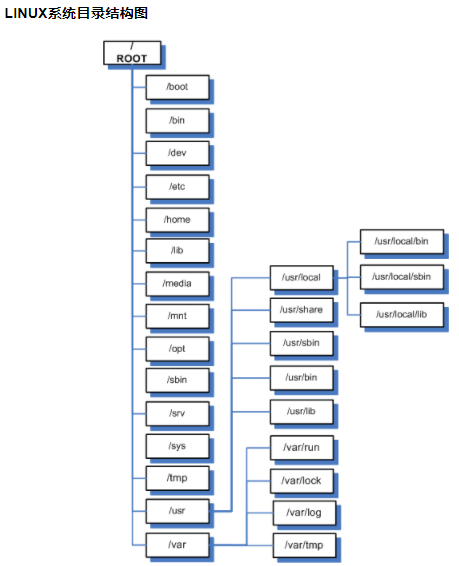 LINUX系统目录结构图
/
ROOT
/boot
/bin
/dev
/etc
/home
/lib
/media
/mnt
/opt
/sbin
/srv
/sys
/tmp
/usr
/var
/usr/local
/usr/share
/usr/sbin
/usr/bin
/usr/lib
/var/run
/var/lock
/var/log
/var/tmp
/usr/local/bin
/usr/local/sbin
/usr/local/lib